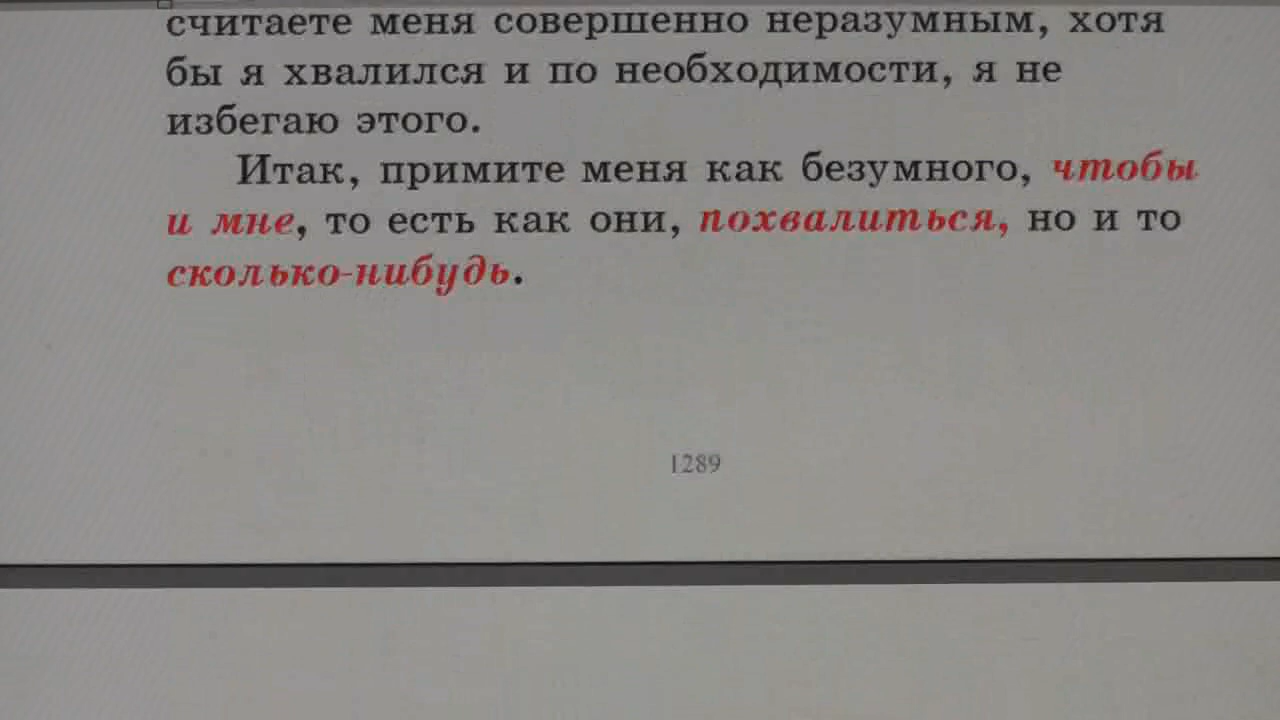 считаете меня совершенно неразумным, хотя
бы я хвалился и по необходимости, я не
избегаю этого.
Итак, примите меня как безумного, чтобы
и мне, то есть как они, похвалиться, но и то
сколько-нибудь.
1289